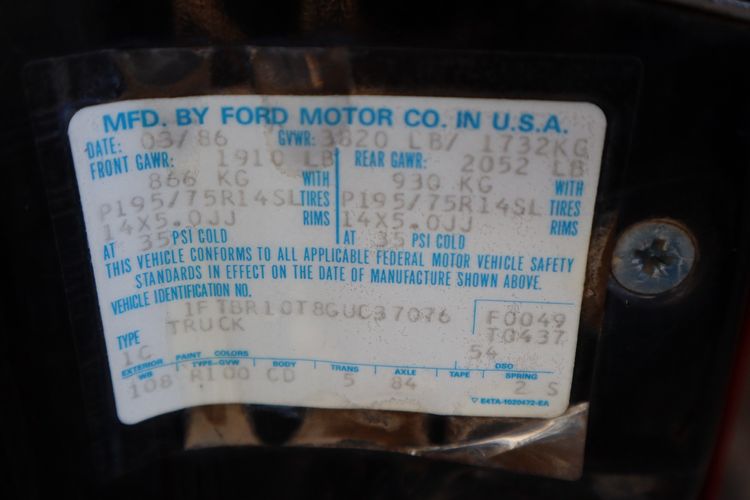 MFD. BY FORD MOTOR CO. IN U.S.A.
DATE: 03/86 GVWR: 3820 LB/ 1732KG
FRONT GAWR: 1910 LB REAR GAWR: 2052 LB
866 KG WITH 930 KG WITH
P195/75R14SL TIRES P195/75R14SL TIRES
14X5.0JJ RIMS 14X5.0JJ RIMS
AT 35 PSI COLD AT 35 PSI COLD
THIS VEHICLE CONFORMS TO ALL APPLICABLE FEDERAL MOTOR VEHICLE SAFETY
STANDARDS IN EFFECT ON THE DATE OF MANUFACTURE SHOWN ABOVE.
VEHICLE IDENTIFICATION NO.
1FTBR10T8GUC37076 F0049
TYPE TRUCK T0437
1C 54
EXTERIOR PAINT COLORS DSO
WB TYPE-GVW BODY TRANS AXLE TAPE SPRING
108 R100 CD 5 84 2 S
E4TA-1020472-EA